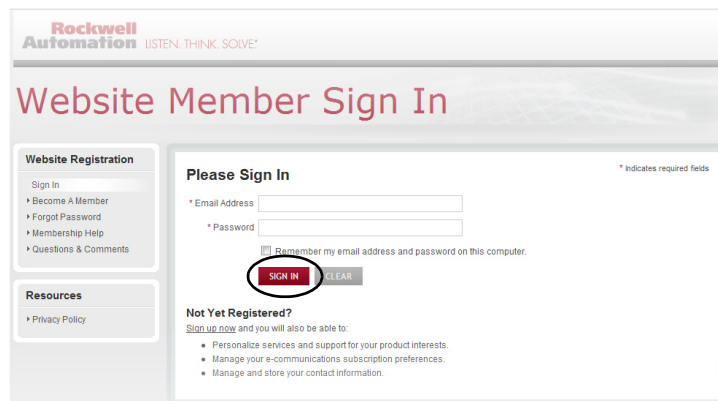 Rockwell
Automation LISTEN. THINK. SOLVE.®
Website Member Sign In
Website Registration
Sign In
Become A Member
Forgot Password
Membership Help
Questions & Comments
Resources
Privacy Policy
Please Sign In
* Indicates required fields
* Email Address
* Password
Remember my email address and password on this computer.
SIGN IN CLEAR
Not Yet Registered?
Sign up now and you will also be able to:
Personalize services and support for your product interests.
Manage your e-communications subscription preferences.
Manage and store your contact information.